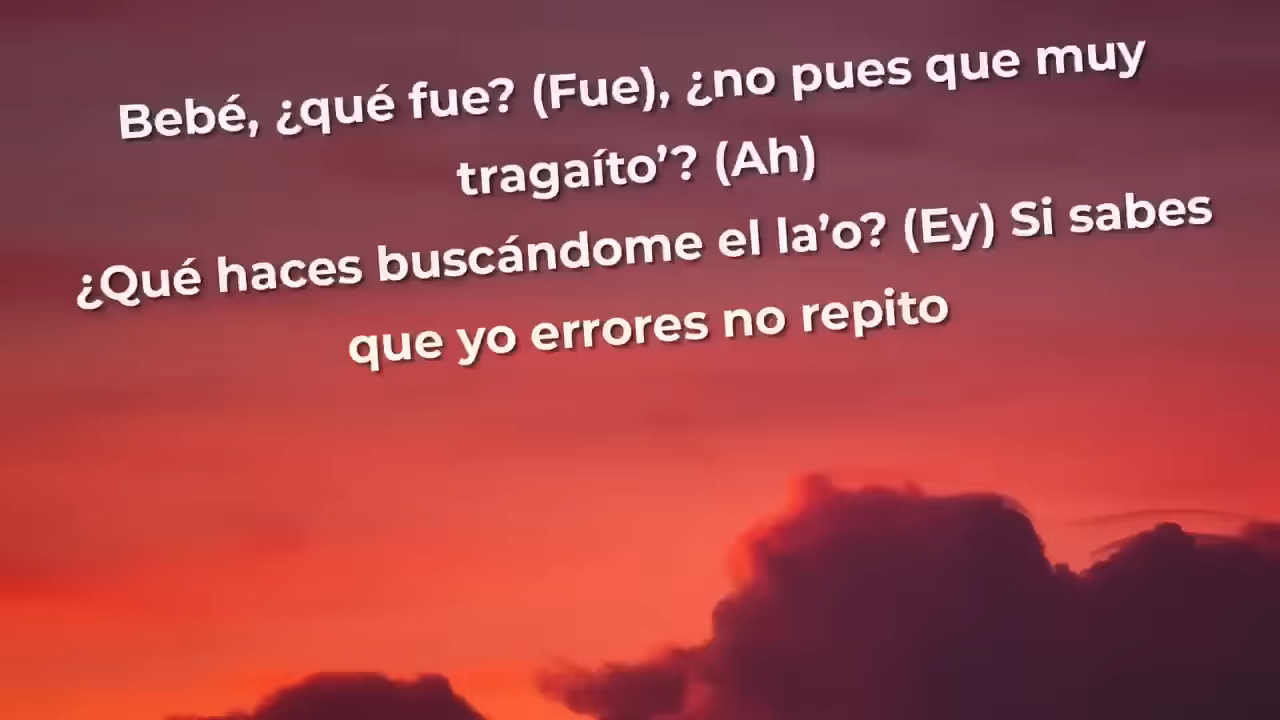 Bebé, ¿qué fue? (Fue), ¿no pues que muy
tragaíto’? (Ah)
¿Qué haces buscándome el la’o? (Ey) Si sabes
que yo errores no repito